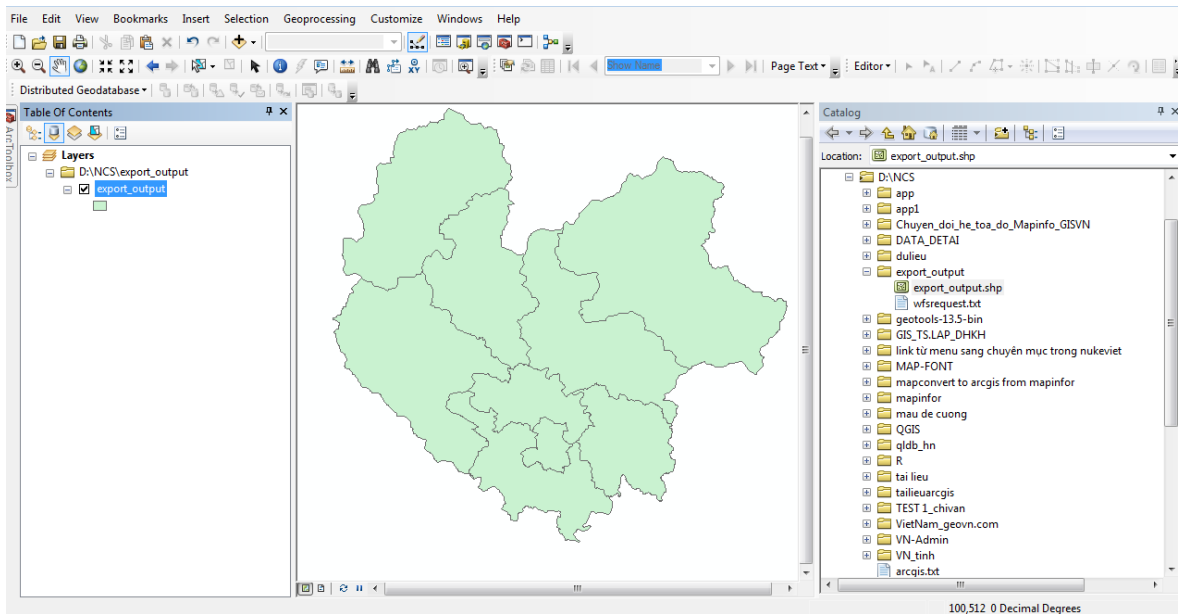 File Edit View Bookmarks Insert Selection Geoprocessing Customize Windows Help
Show Name Page Text Editor
Distributed Geodatabase
Table Of Contents
ArcToolbox
Layers
D:\NCS\export_output
export_output
Catalog
Location: export_output.shp
D:\NCS
app
app1
Chuyen_doi_he_toa_do_Mapinfo_GISVN
DATA_DETAI
dulieu
export_output
export_output.shp
wfsrequest.txt
geotools-13.5-bin
GIS_TS.LAP_DHKH
link từ menu sang chuyên mục trong nukeviet
MAP-FONT
mapconvert to arcgis from mapinfor
mapinfor
mau de cuong
QGIS
qldb_hn
R
tai lieu
tailieuarcgis
TEST 1_chivan
VietNam_geovn.com
VN-Admin
VN_tinh
arcgis.txt
100,512 0 Decimal Degrees